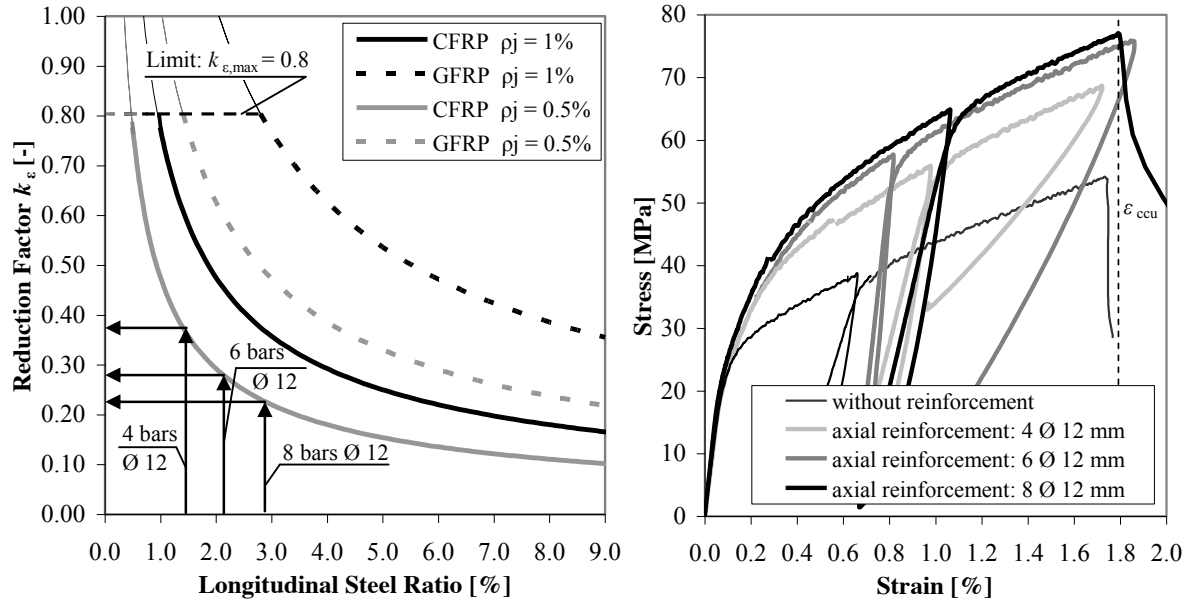 1.00
0.90
0.80
0.70
0.60
0.50
0.40
0.30
0.20
0.10
0.00
Reduction Factor k ε [-]
Limit: k ε,max = 0.8
CFRP ρj = 1%
GFRP ρj = 1%
CFRP ρj = 0.5%
GFRP ρj = 0.5%
6 bars
Ø 12
4 bars
Ø 12
8 bars Ø 12
0.0 1.0 2.0 3.0 4.0 5.0 6.0 7.0 8.0 9.0
Longitudinal Steel Ratio [%]
80
70
60
50
40
30
20
10
0
Stress [MPa]
ε ccu
without reinforcement
axial reinforcement: 4 Ø 12 mm
axial reinforcement: 6 Ø 12 mm
axial reinforcement: 8 Ø 12 mm
0.0 0.2 0.4 0.6 0.8 1.0 1.2 1.4 1.6 1.8 2.0
Strain [%]